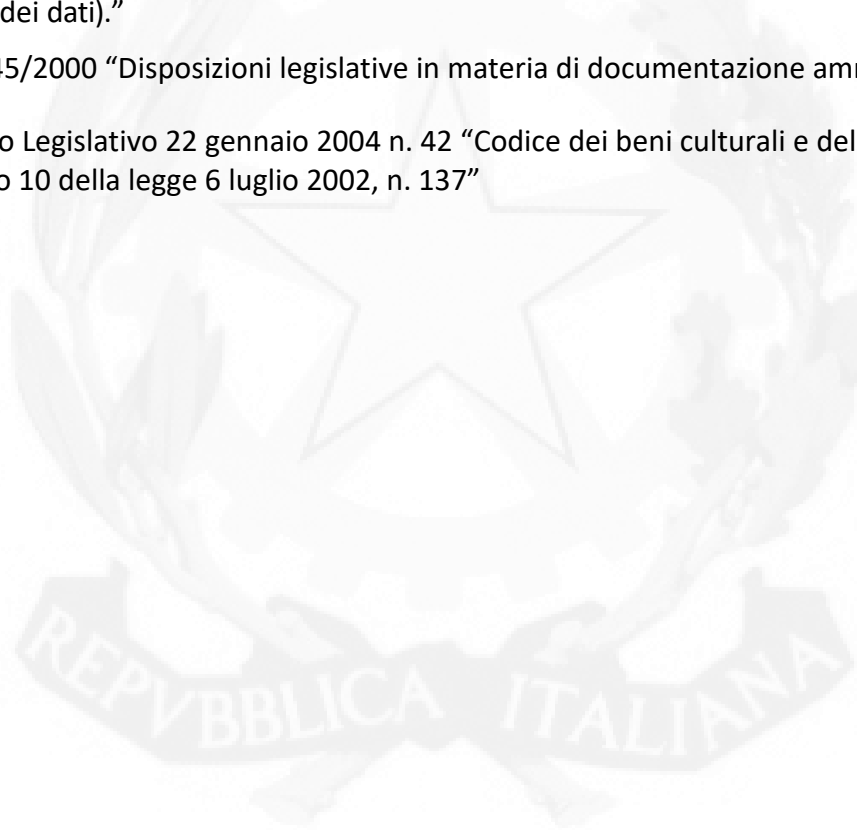 dei dati).”
45/2000 “Disposizioni legislative in materia di documentazione am
o Legislativo 22 gennaio 2004 n. 42 “Codice dei beni culturali e del
o 10 della legge 6 luglio 2002, n. 137”
REPVBBLICA ITALIANA